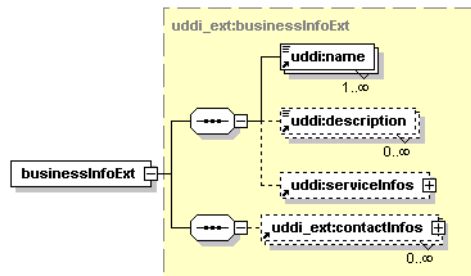 uddi_ext:businessInfoExt
uddi:name
1..∞
uddi:description
0..∞
businessInfoExt
uddi:serviceInfos
uddi_ext:contactInfos
0..∞